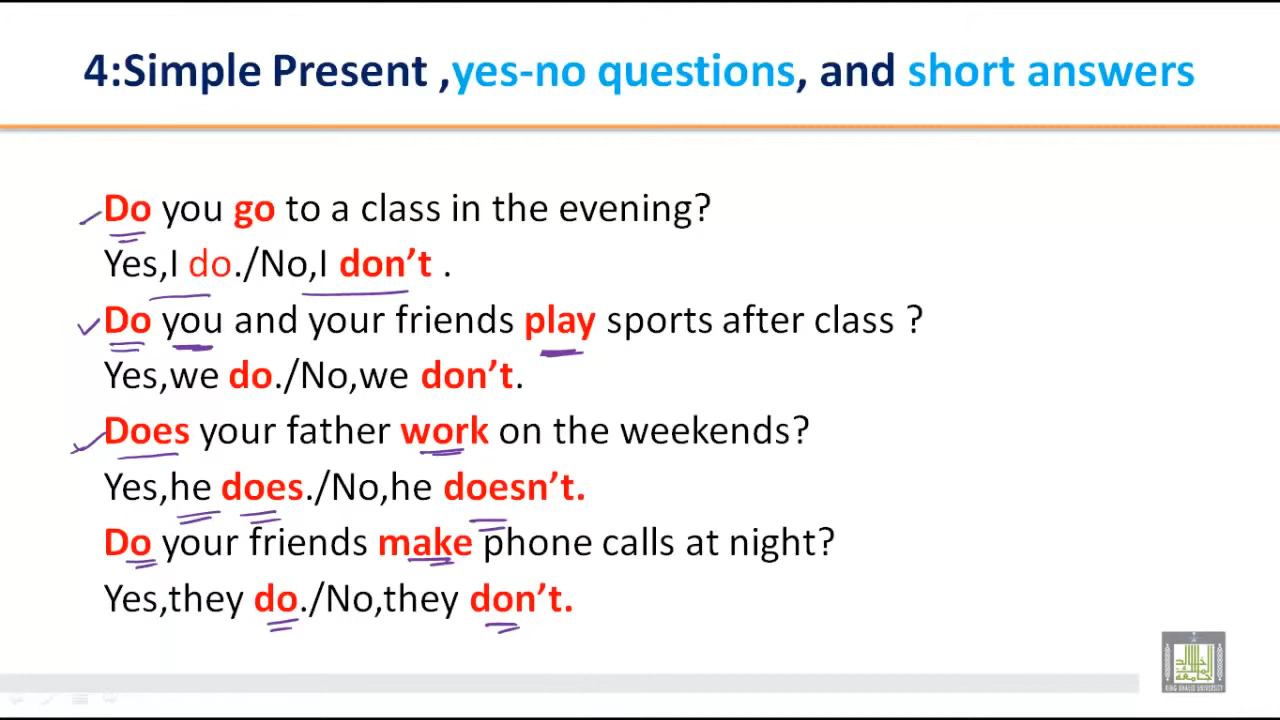 4:Simple Present ,yes-no questions, and short answers
Do you go to a class in the evening?
Yes,I do./No,I don’t .
Do you and your friends play sports after class ?
Yes,we do./No,we don’t.
Does your father work on the weekends?
Yes,he does./No,he doesn’t.
Do your friends make phone calls at night?
Yes,they do./No,they don’t.
KING KHALID UNIVERSITY